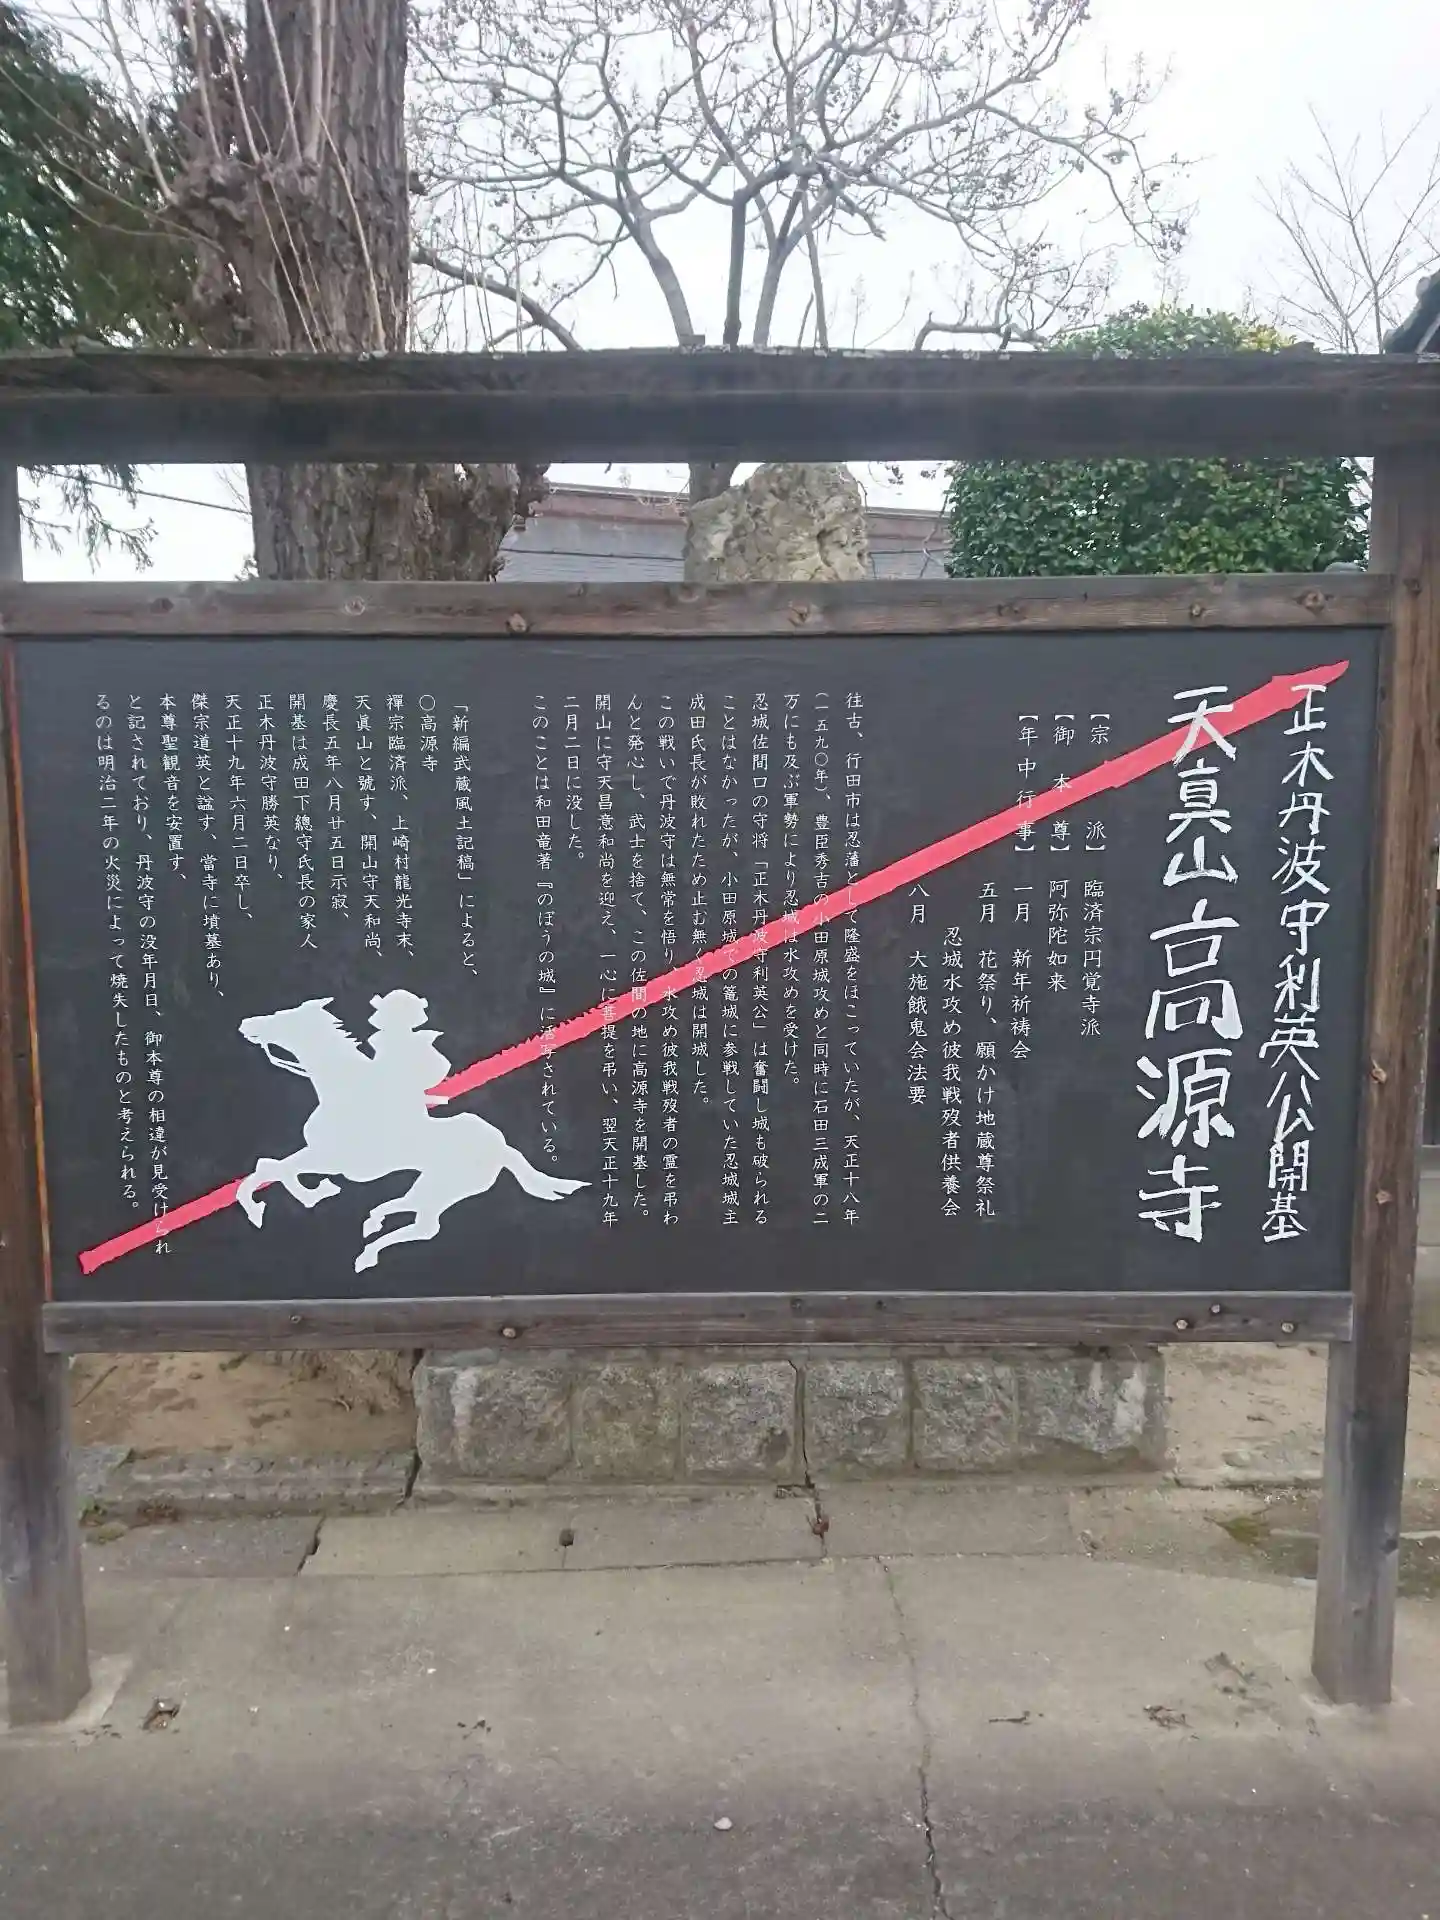 正木丹波守利英公開基
天真山高源寺
【宗派】 臨済宗円覚寺派
【御本尊】 阿弥陀如来
【年中行事】 一月 新年祈祷会
五月 花祭り、願かけ地蔵尊祭礼
忍城水攻め彼我戦歿者供養会
八月 大施餓鬼会法要
往古、行田市は忍藩として隆盛をほこっていたが、天正十八年
(一五九〇年)、豊臣秀吉の小田原城攻めと同時に石田三成軍の二
万にも及ぶ軍勢により忍城は水攻めを受けた。
忍城佐間口の守将「正木丹波守利英公」は奮闘し城も破られる
ことはなかったが、小田原城での篭城に参戦していた忍城城主
成田氏長が敗れたため止む無く忍城は開城した。
この戦いで丹波守は無常を悟り、水攻め彼我戦歿者の霊を弔わ
んと発心し、武士を捨て、この佐間の地に高源寺を開基した。
開山に守天昌意和尚を迎え、一心に菩提を弔い、翌天正十九年
二月二日に没した。
このことは和田竜著『のぼうの城』に活写されている。
「新編武蔵風土記稿」によると、
〇高源寺
禪宗臨済派、上崎村龍光寺末、
天眞山と號す、開山守天和尚、
慶長五年八月廿五日示寂、
開基は成田下總守氏長の家人
正木丹波守勝英なり、
天正十九年六月二日卒し、
傑宗道英と諡す、當寺に墳墓あり、
本尊聖観音を安置す、
と記されており、丹波守の没年月日、御本尊の相違が見受けられ
るのは明治二年の火災によって焼失したものと考えられる。